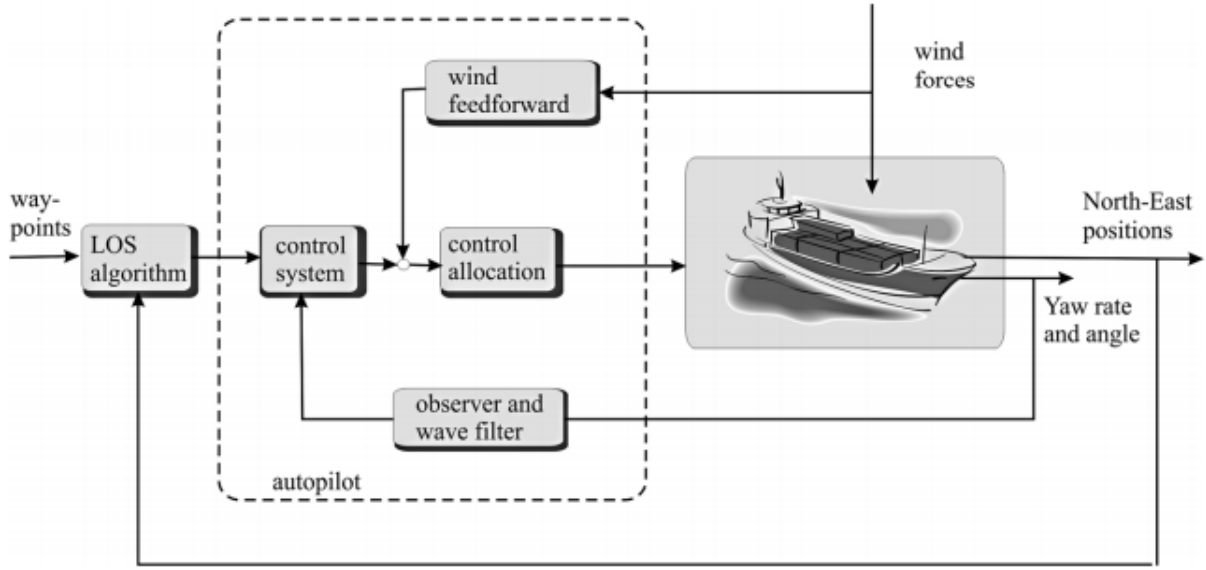 wind
feedforward
wind
forces
way-
points
LOS
algorithm
control
system
control
allocation
North-East
positions
Yaw rate
and angle
observer and
wave filter
autopilot